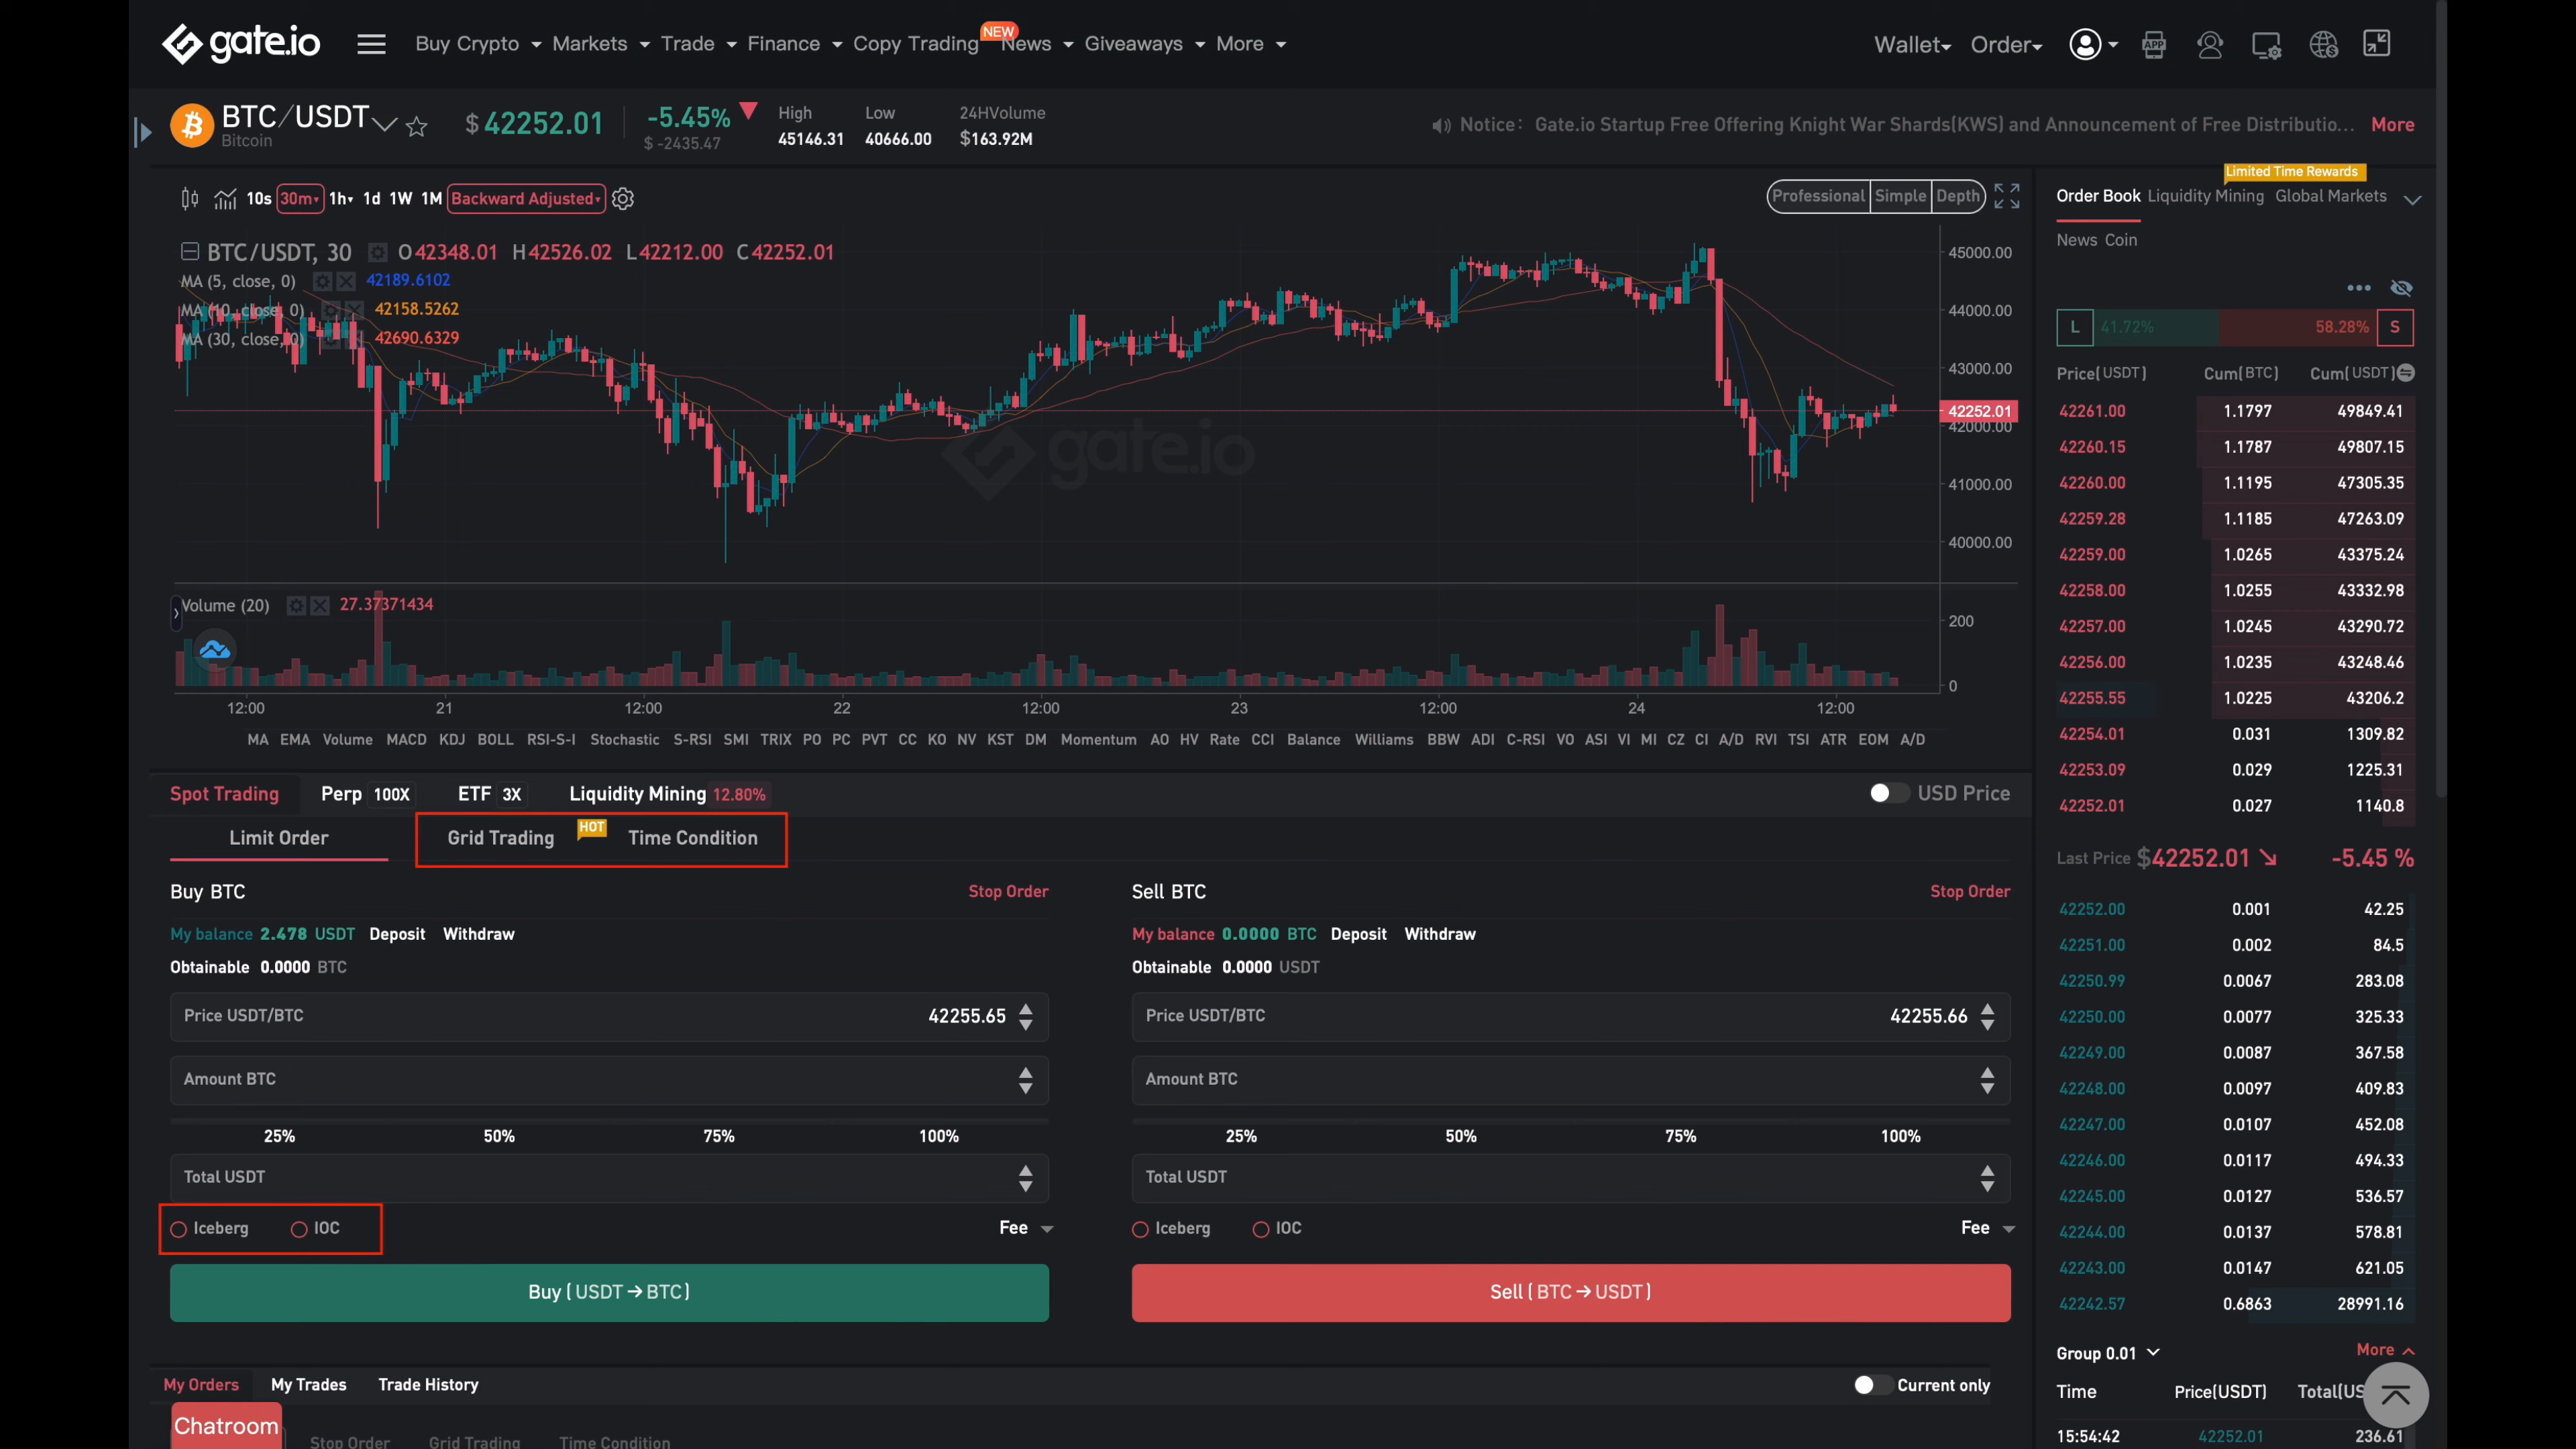 gate.io Buy Crypto Markets Trade Finance Copy Trading NEW News Giveaways More Wallet Order APP
BTC/USDT
Bitcoin
$ 42252.01
-5.45%
$ -2435.47
High
45146.31
Low
40666.00
24HVolume
$163.92M
Notice: Gate.io Startup Free Offering Knight War Shards(KWS) and Announcement of Free Distributio... More
10s 30m 1h 1d 1W 1M Backward Adjusted
Professional Simple Depth
BTC/USDT, 30 O42348.01 H42526.02 L42212.00 C42252.01
MA (5, close, 0) 42189.6102
MA (10, close, 0) 42158.5262
MA (30, close, 0) 42690.6329
gate.io
45000.00
44000.00
43000.00
42252.01
42000.00
41000.00
40000.00
Volume (20) 27.37371434
200
0
12:00 21 12:00 22 12:00 23 12:00 24 12:00
MA EMA Volume MACD KDJ BOLL RSI-S-I Stochastic S-RSI SMI TRIX PO PC PVT CC KO NV KST DM Momentum AO HV Rate CCI Balance Williams BBW ADJ C-RSI VO ASI VI MI CZ CI A/D RVI TSI ATR EOM A/D
Spot Trading Perp 100X ETF 3X Liquidity Mining 12.80% USD Price
Limit Order Grid Trading HOT Time Condition
Buy BTC Stop Order
My balance 2.478 USDT Deposit Withdraw
Obtainable 0.0000 BTC
Price USDT/BTC 42255.65
Amount BTC
25% 50% 75% 100%
Total USDT
Iceberg IOC Fee
Buy (USDT→BTC)
Sell BTC Stop Order
My balance 0.0000 BTC Deposit Withdraw
Obtainable 0.0000 USDT
Price USDT/BTC 42255.66
Amount BTC
25% 50% 75% 100%
Total USDT
Iceberg IOC Fee
Sell (BTC→USDT)
My Orders My Trades Trade History Current only
Chatroom
Stop Order Grid Trading Time Condition
Limited Time Rewards
Order Book Liquidity Mining Global Markets
News Coin
L 41.72% 58.28% S
Price(USDT) Cum(BTC) Cum(USDT)
42261.00 1.1797 49849.41
42260.15 1.1787 49807.15
42260.00 1.1195 47305.35
42259.28 1.1185 47263.09
42259.00 1.0265 43375.24
42258.00 1.0255 43332.98
42257.00 1.0245 43290.72
42256.00 1.0235 43248.46
42255.55 1.0225 43206.2
42254.01 0.031 1309.82
42253.09 0.029 1225.31
42252.01 0.027 1140.8
Last Price $42252.01 -5.45 %
42252.00 0.001 42.25
42251.00 0.002 84.5
42250.99 0.0067 283.08
42250.00 0.0077 325.33
42249.00 0.0087 367.58
42248.00 0.0097 409.83
42247.00 0.0107 452.08
42246.00 0.0117 494.33
42245.00 0.0127 536.57
42244.00 0.0137 578.81
42243.00 0.0147 621.05
42242.57 0.6863 28991.16
Group 0.01 More
Time Price(USDT) Total(US
15:54:42 42252.01 236.61